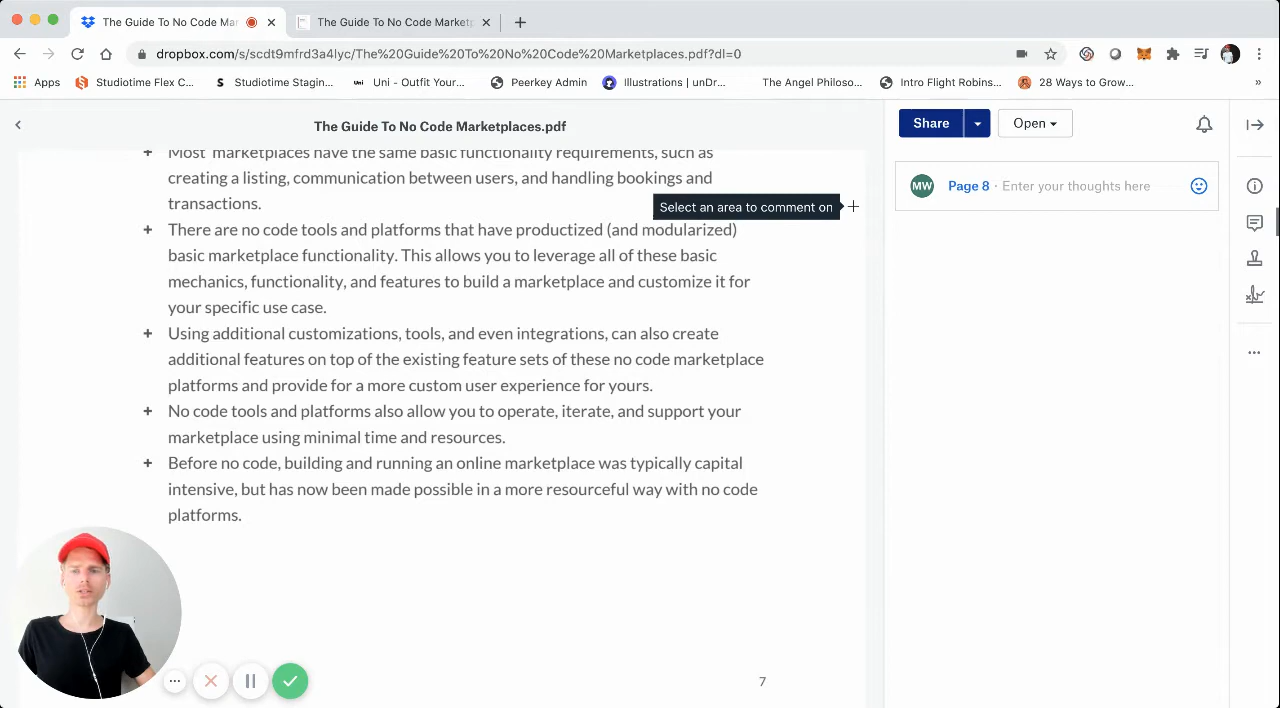 The Guide To No Code Mar
The Guide To No Code Market
dropbox.com/s/scdt9mfrd3a4lyc/The%20Guide%20To%20No%20Code%20Marketplaces.pdf?dl=0
Apps
Studiotime Flex C...
S Studiotime Stagin...
uni Uni - Outfit Your...
Peerkey Admin
Illustrations | unDr...
The Angel Philoso...
Intro Flight Robins...
28 Ways to Grow...
»
The Guide To No Code Marketplaces.pdf
Share
Open
MW Page 8 · Enter your thoughts here
Select an area to comment on
+ Most marketplaces have the same basic functionality requirements, such as
creating a listing, communication between users, and handling bookings and
transactions.
+ There are no code tools and platforms that have productized (and modularized)
basic marketplace functionality. This allows you to leverage all of these basic
mechanics, functionality, and features to build a marketplace and customize it for
your specific use case.
+ Using additional customizations, tools, and even integrations, can also create
additional features on top of the existing feature sets of these no code marketplace
platforms and provide for a more custom user experience for yours.
+ No code tools and platforms also allow you to operate, iterate, and support your
marketplace using minimal time and resources.
+ Before no code, building and running an online marketplace was typically capital
intensive, but has now been made possible in a more resourceful way with no code
platforms.
7